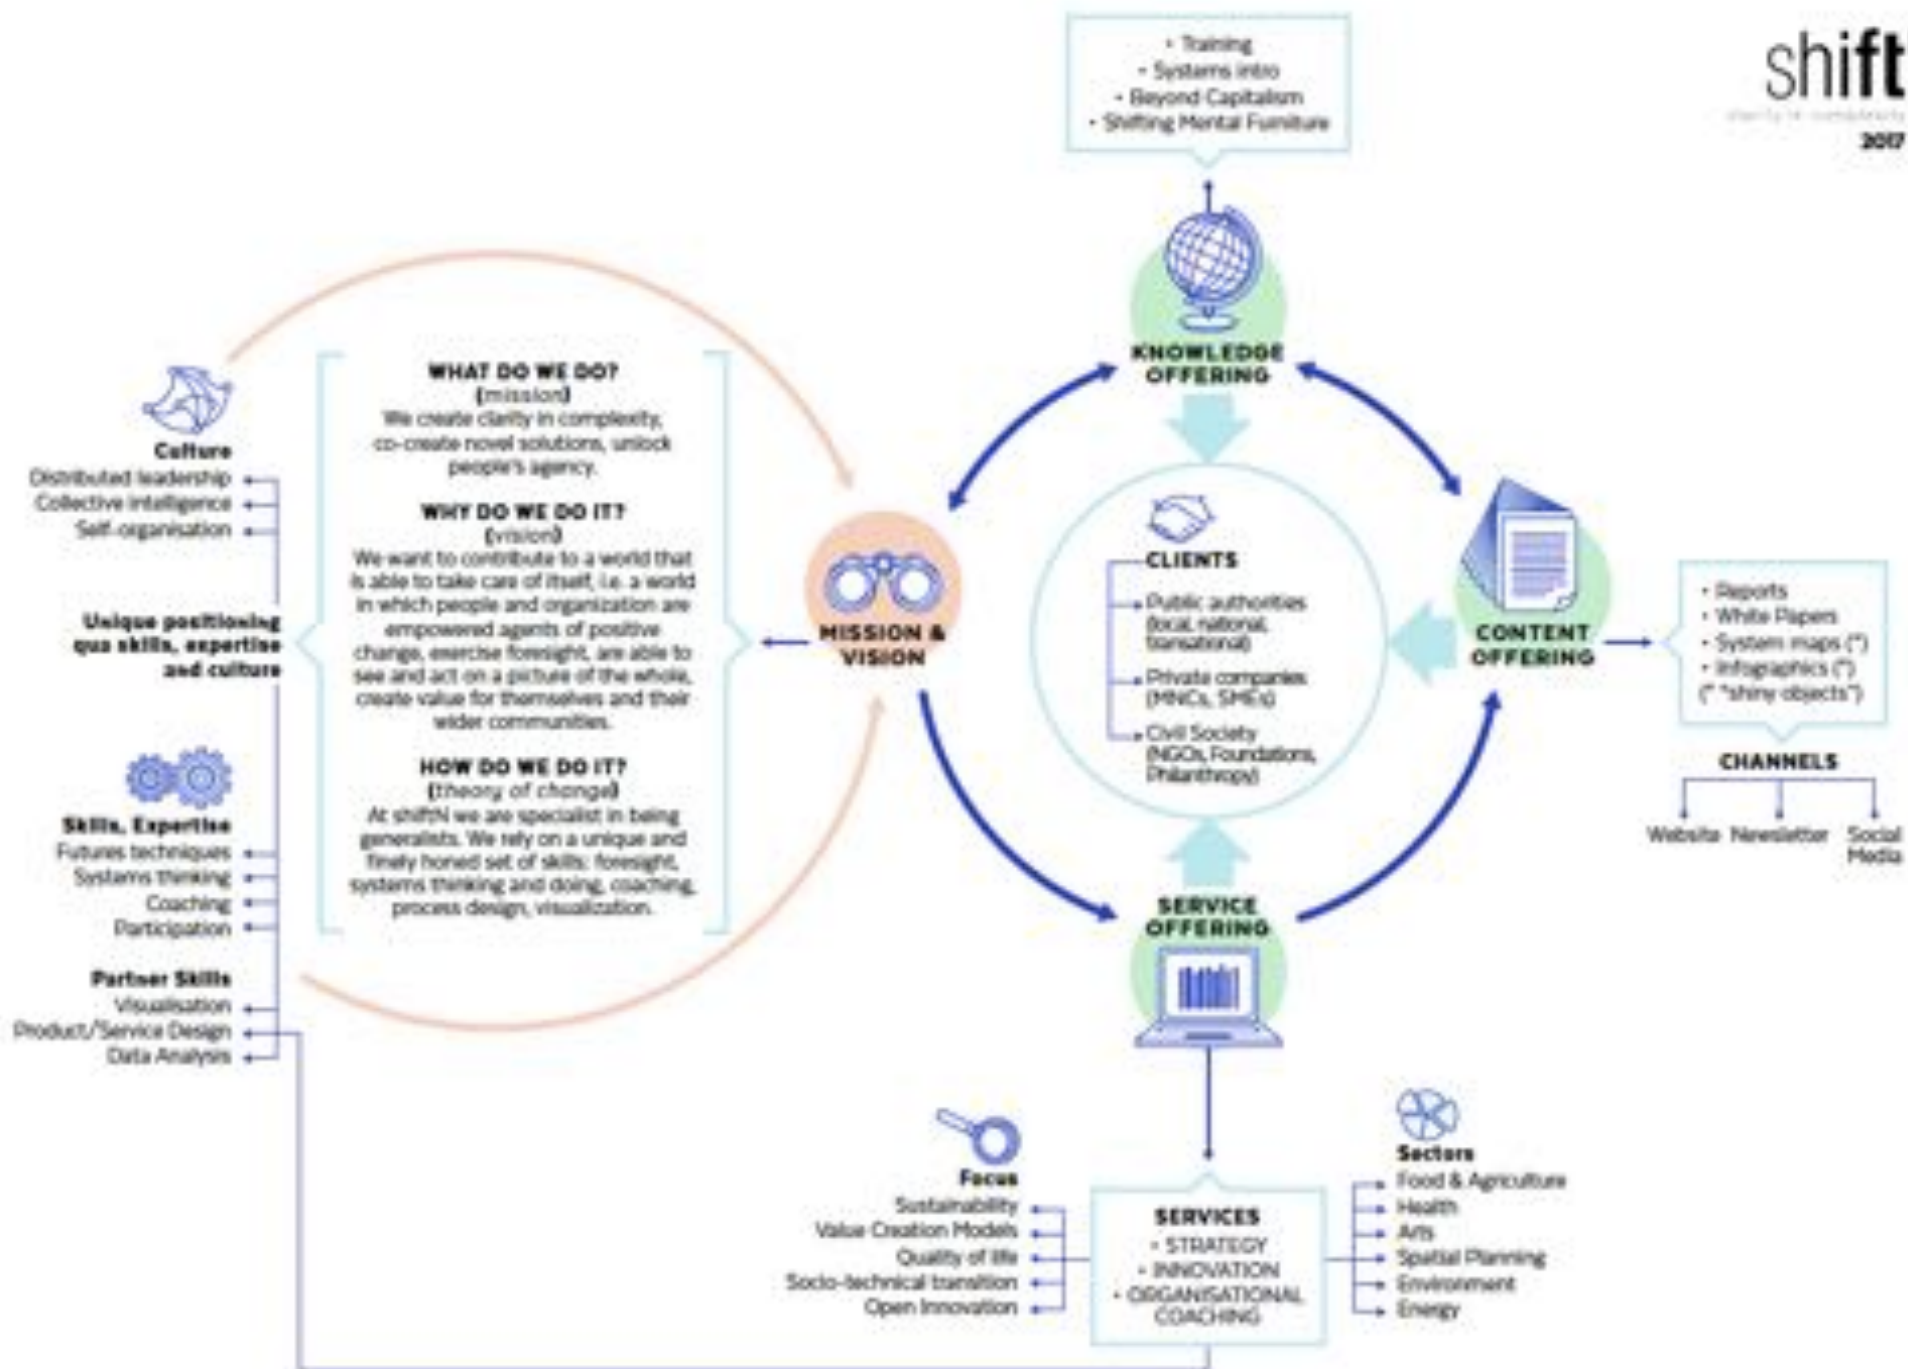 shift
clarity in complexity
2017
• Training
• Systems intro
• Beyond Capitalism
• Shifting Mental Furniture
KNOWLEDGE
OFFERING
Culture
Distributed leadership
Collective intelligence
Self-organisation
Unique positioning
qua skills, expertise
and culture
Skills, Expertise
Futures techniques
Systems thinking
Coaching
Participation
Partner Skills
Visualisation
Product/Service Design
Data Analysis
WHAT DO WE DO?
(mission)
We create clarity in complexity,
co-create novel solutions, unlock
people's agency.
WHY DO WE DO IT?
(vision)
We want to contribute to a world that
is able to take care of itself, i.e. a world
in which people and organization are
empowered agents of positive
change, exercise foresight, are able to
see and act on a picture of the whole,
create value for themselves and their
wider communities.
HOW DO WE DO IT?
(theory of change)
At shiftN we are specialist in being
generalists. We rely on a unique and
finely honed set of skills: foresight,
systems thinking and doing, coaching,
process design, visualization.
MISSION &
VISION
CLIENTS
Public authorities
(local, national,
transational)
Private companies
(MNCs, SMEs)
Civil Society
(NGOs, Foundations,
Philanthropy)
CONTENT
OFFERING
• Reports
• White Papers
• System maps (*)
• Infographics (*)
(* "shiny objects")
CHANNELS
Website
Newsletter
Social
Media
SERVICE
OFFERING
Focus
Sustainability
Value Creation Models
Quality of life
Socio-technical transition
Open Innovation
SERVICES
• STRATEGY
• INNOVATION
• ORGANISATIONAL
COACHING
Sectors
Food & Agriculture
Health
Arts
Spatial Planning
Environment
Energy